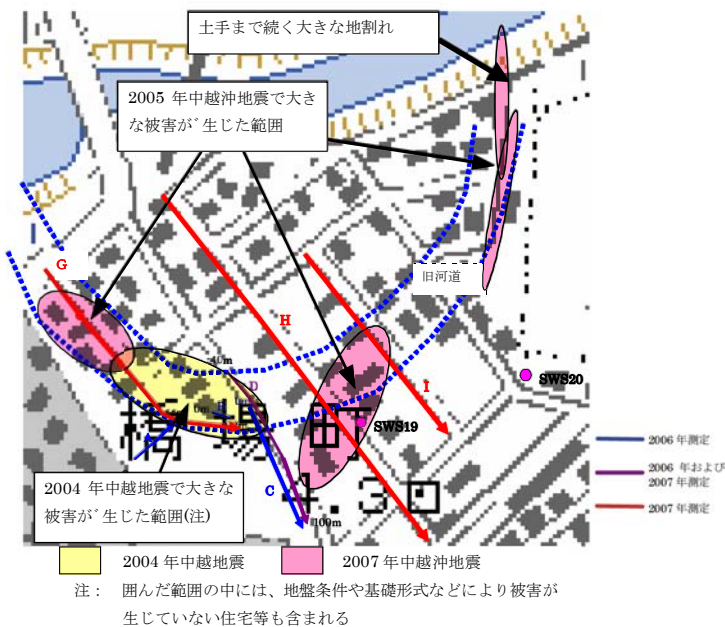 土手まで続く大きな地割れ
2005 年中越沖地震で大き
な被害が゛生じた範囲
G
旧河道
H
I
40m
D
SWS20
0m
SWS19
橋場町
C
100m
2004 年中越地震で大きな
被害が゛生じた範囲(注)
2006 年測定
2006 年および
2007 年測定
2007 年測定
2004 年中越地震
2007 年中越沖地震
注： 囲んだ範囲の中には、地盤条件や基礎形式などにより被害が
生じていない住宅等も含まれる